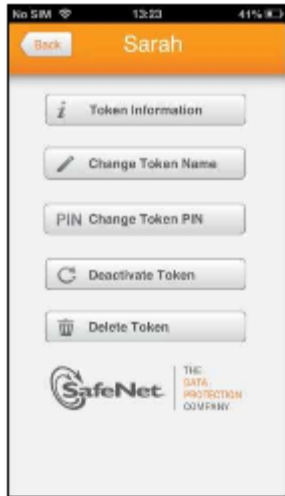 No SIM 13:23 41%
Back Sarah
i Token Information
Change Token Name
PIN Change Token PIN
Deactivate Token
Delete Token
SafeNet
THE
DATA
PROTECTION
COMPANY